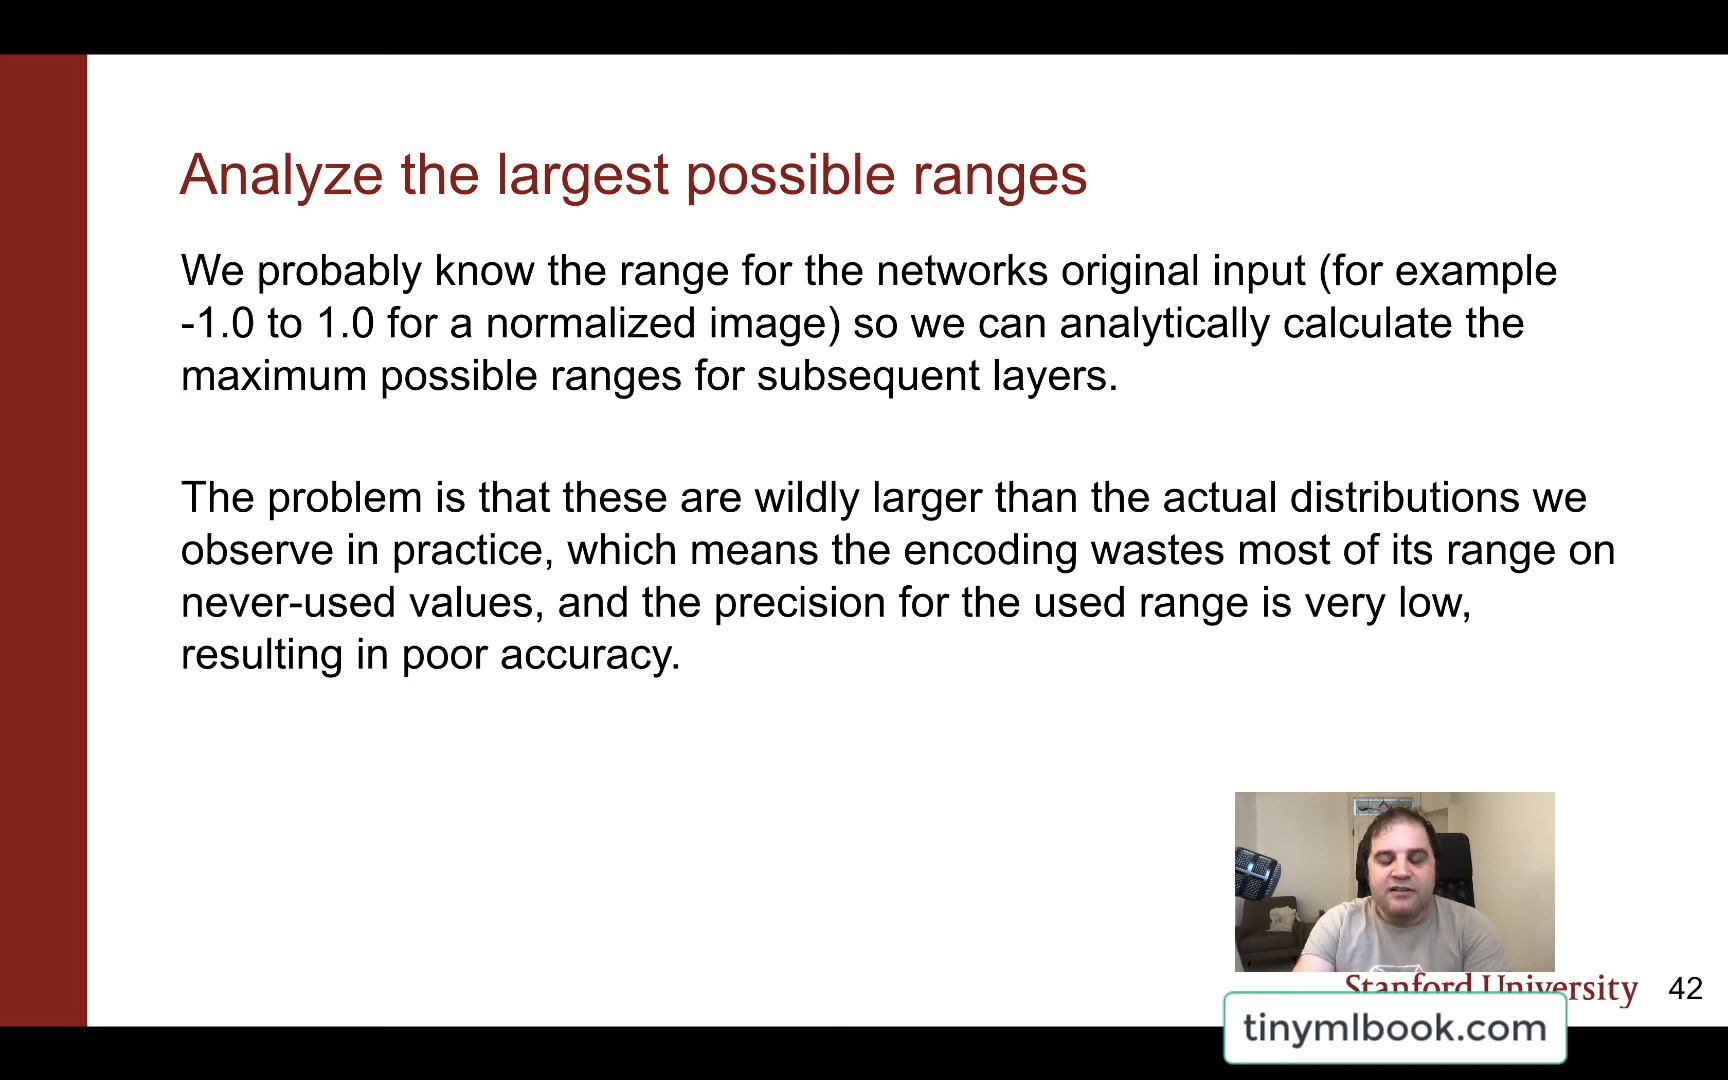 Analyze the largest possible ranges
We probably know the range for the networks original input (for example
-1.0 to 1.0 for a normalized image) so we can analytically calculate the
maximum possible ranges for subsequent layers.
The problem is that these are wildly larger than the actual distributions we
observe in practice, which means the encoding wastes most of its range on
never-used values, and the precision for the used range is very low,
resulting in poor accuracy.
Stanford University 42
tinymlbook.com